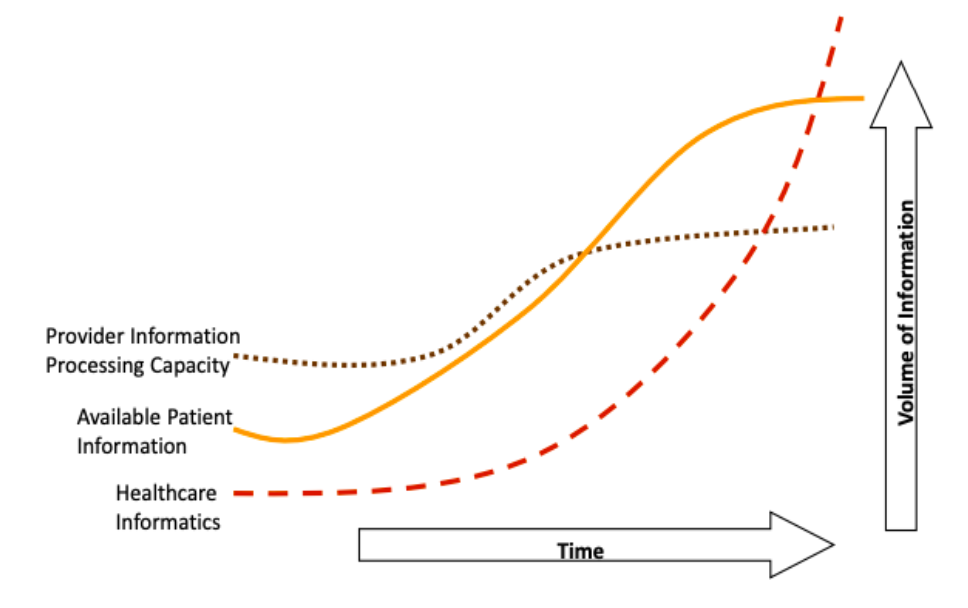 Provider Information
Processing Capacity
Available Patient
Information
Healthcare
Informatics
Time
Volume of Information